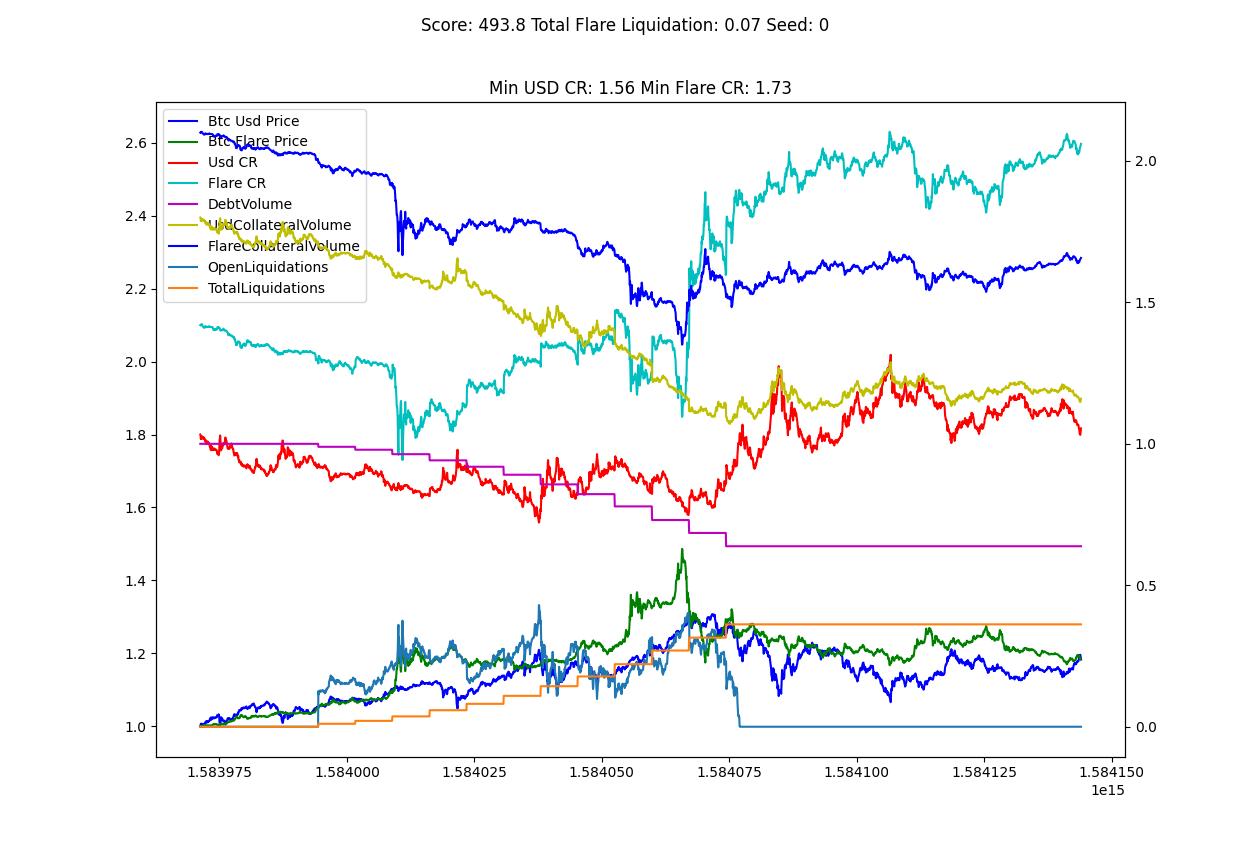 Score: 493.8 Total Flare Liquidation: 0.07 Seed: 0
Min USD CR: 1.56 Min Flare CR: 1.73
Btc Usd Price
Btc Flare Price
Usd CR
Flare CR
DebtVolume
UsdCollateralVolume
FlareCollateralVolume
OpenLiquidations
TotalLiquidations
2.6
2.4
2.2
2.0
1.8
1.6
1.4
1.2
1.0
2.0
1.5
1.0
0.5
0.0
1.583975 1.584000 1.584025 1.584050 1.584075 1.584100 1.584125 1.584150
1e15